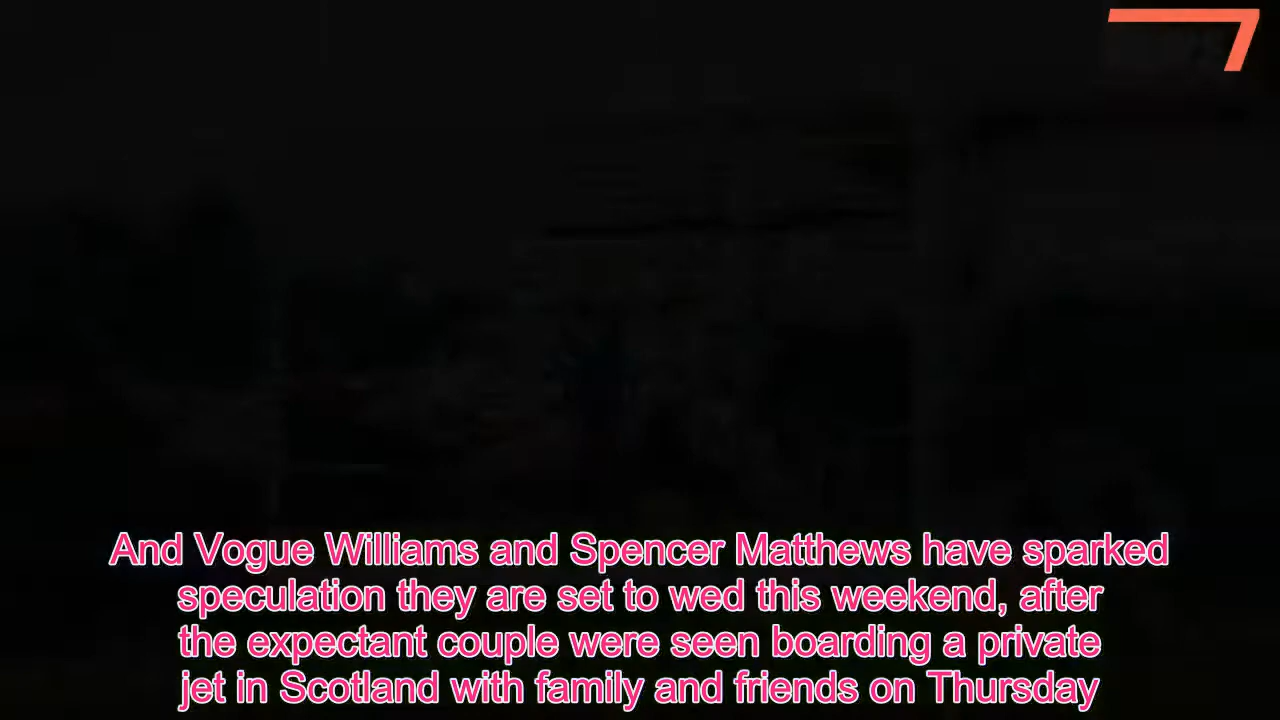 And Vogue Williams and Spencer Matthews have sparked
speculation they are set to wed this weekend, after
the expectant couple were seen boarding a private
jet in Scotland with family and friends on Thursday